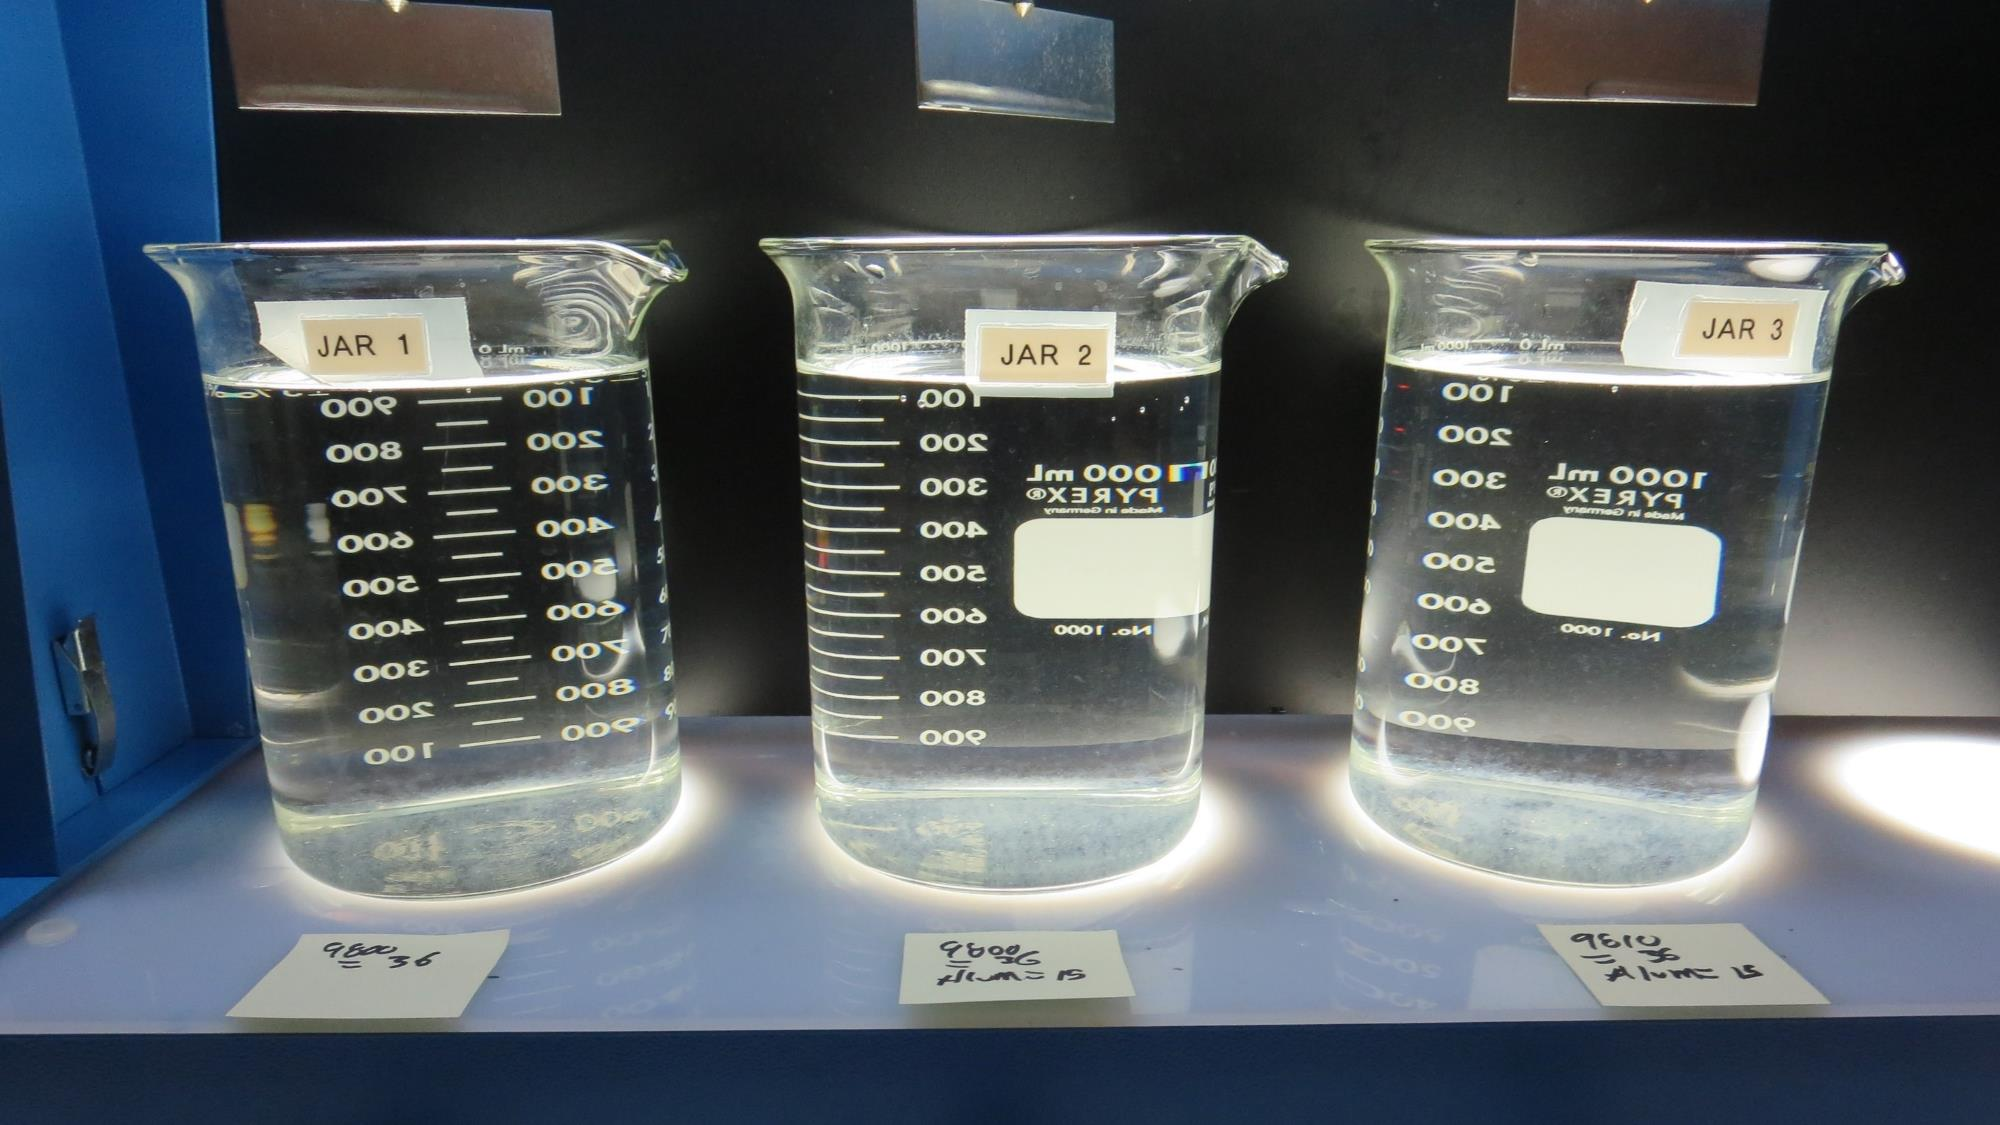 JAR 1
JAR 2
JAR 3
900 100
800 200
700 300
600 400
500 500
400 600
300 700
200 800
100 900
100
200
300
400
500
600
700
800
900
1000 mL
PYREX®
Made in Germany
No. 1000
100
200
300
400
500
600
700
800
900
1000 mL
PYREX®
Made in Germany
No. 1000
9800 36
9800 36
Alum = 15
9810 36
Alum = 15